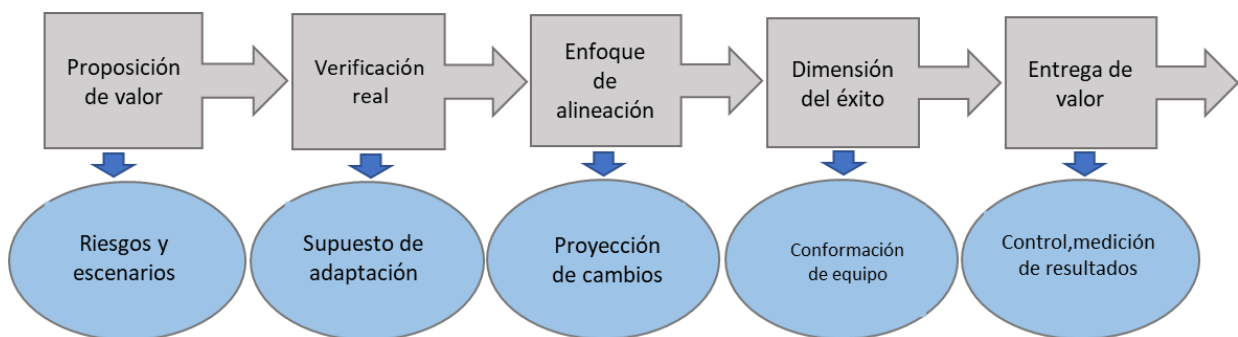 Proposición
de valor
Verificación
real
Enfoque
de
alineación
Dimensión
del éxito
Entrega de
valor
Riesgos y
escenarios
Supuesto de
adaptación
Proyección
de cambios
Conformación
de equipo
Control,medición
de resultados